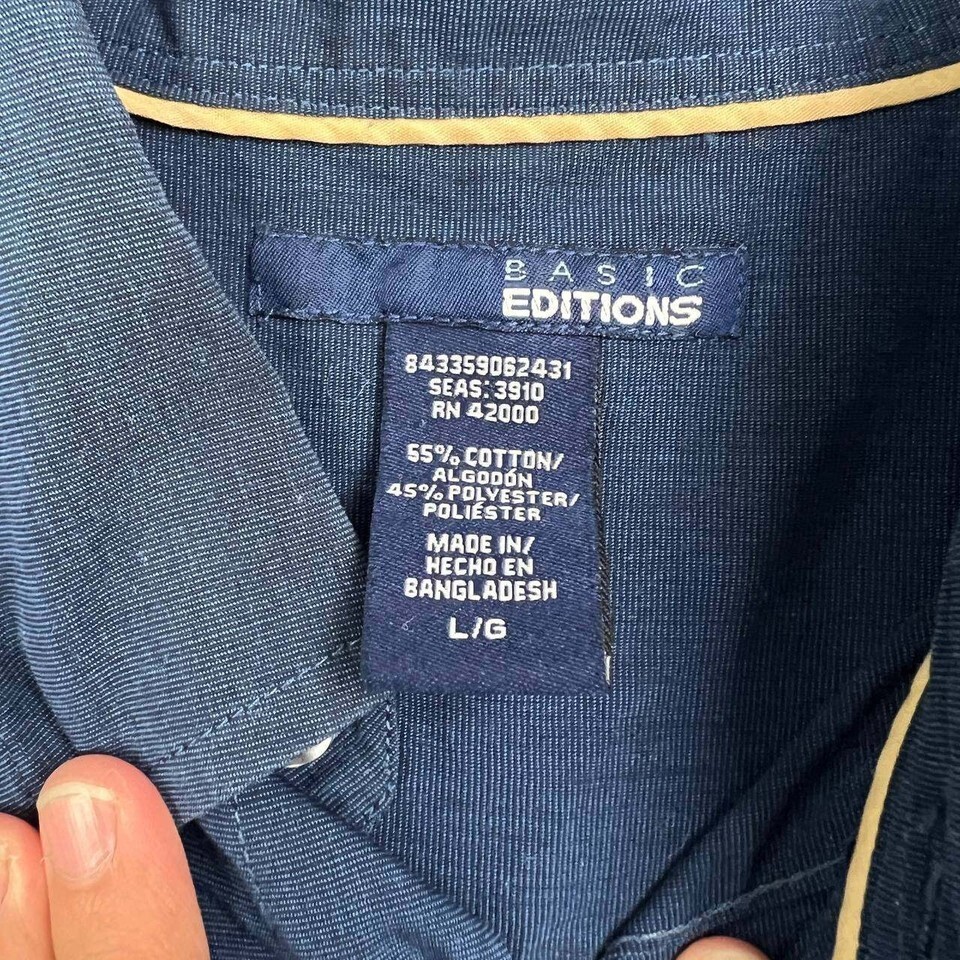 BASIC
EDITIONS
843359062431
SEAS: 3910
RN 42000
55% COTTON/
ALGODÓN
45% POLYESTER/
POLIÉSTER
MADE IN/
HECHO EN
BANGLADESH
L/G